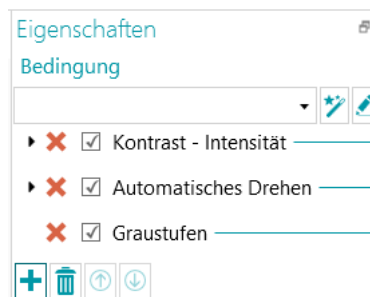 Eigenschaften
Bedingung
Kontrast - Intensität
Automatisches Drehen
Graustufen